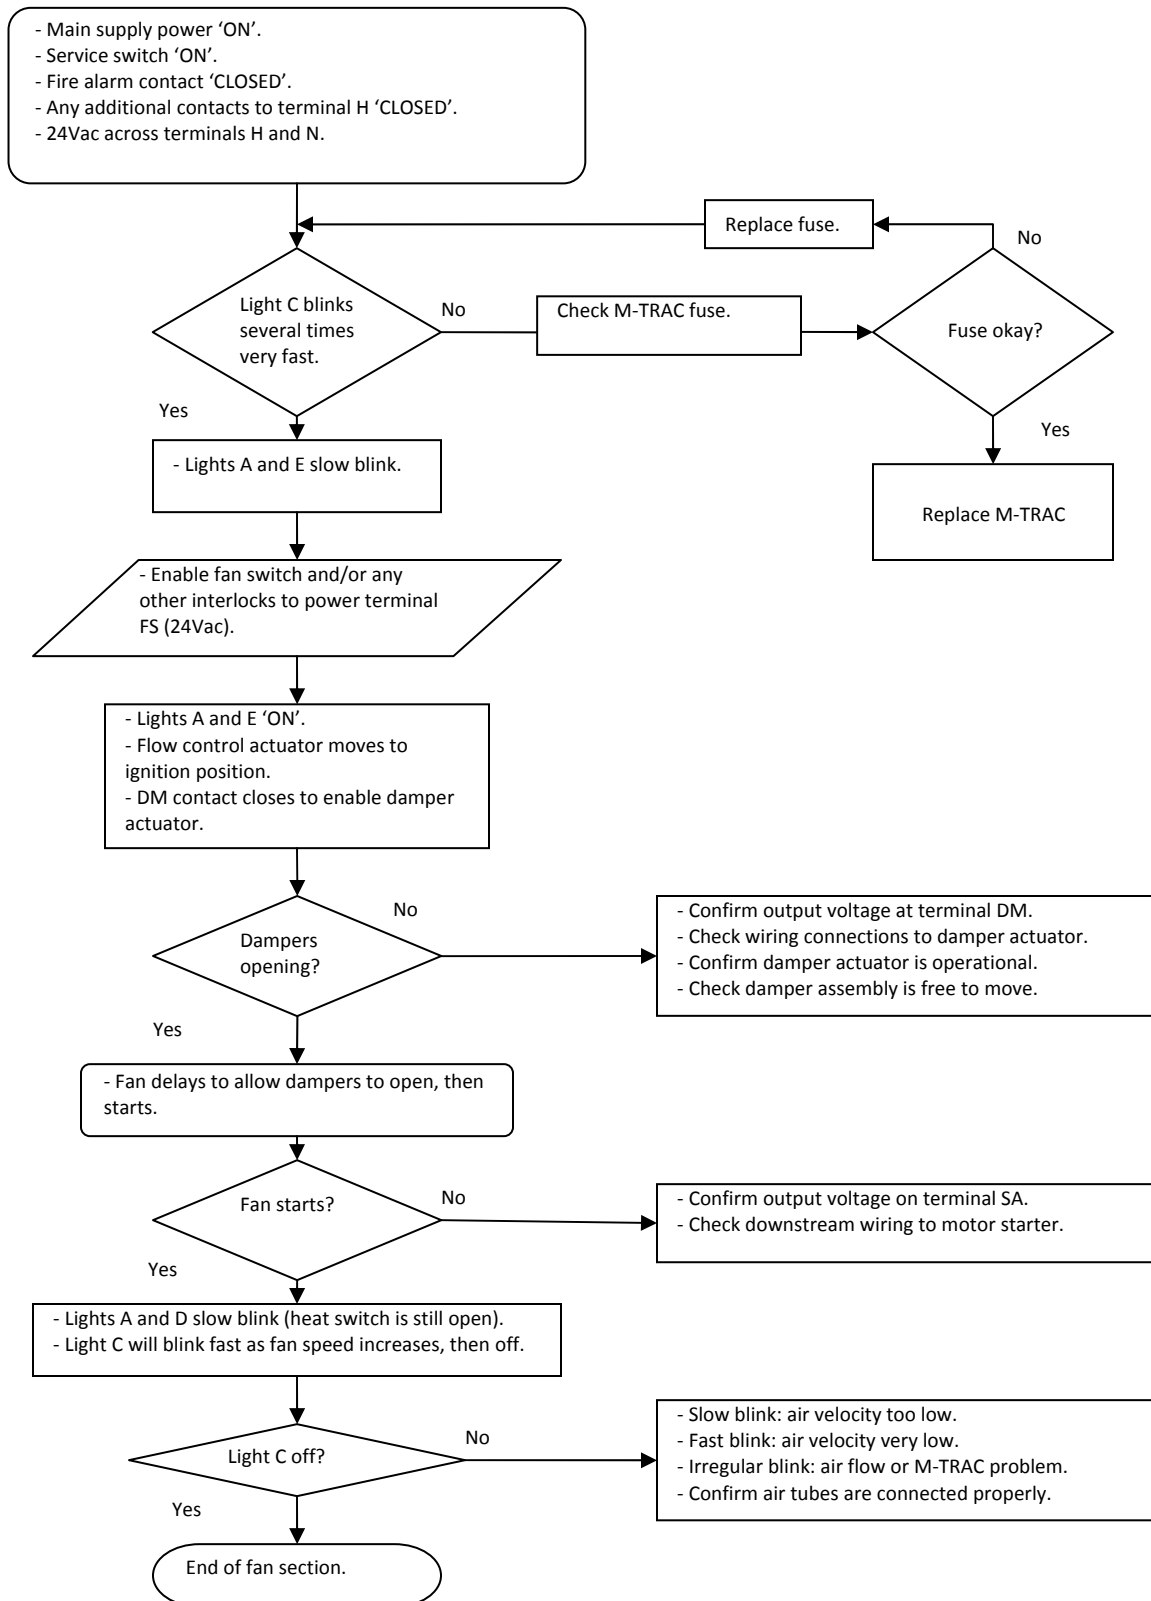 - Main supply power ‘ON’.
- Service switch ‘ON’.
- Fire alarm contact ‘CLOSED’.
- Any additional contacts to terminal H ‘CLOSED’.
- 24Vac across terminals H and N.
Replace fuse.
No
Light C blinks
several times
very fast.
No
Check M-TRAC fuse.
Fuse okay?
Yes
Yes
- Lights A and E slow blink.
Replace M-TRAC
- Enable fan switch and/or any
other interlocks to power terminal
FS (24Vac).
- Lights A and E ‘ON’.
- Flow control actuator moves to
ignition position.
- DM contact closes to enable damper
actuator.
Dampers
opening?
No
- Confirm output voltage at terminal DM.
- Check wiring connections to damper actuator.
- Confirm damper actuator is operational.
- Check damper assembly is free to move.
Yes
- Fan delays to allow dampers to open, then
starts.
Fan starts?
No
- Confirm output voltage on terminal SA.
- Check downstream wiring to motor starter.
Yes
- Lights A and D slow blink (heat switch is still open).
- Light C will blink fast as fan speed increases, then off.
Light C off?
No
- Slow blink: air velocity too low.
- Fast blink: air velocity very low.
- Irregular blink: air flow or M-TRAC problem.
- Confirm air tubes are connected properly.
Yes
End of fan section.